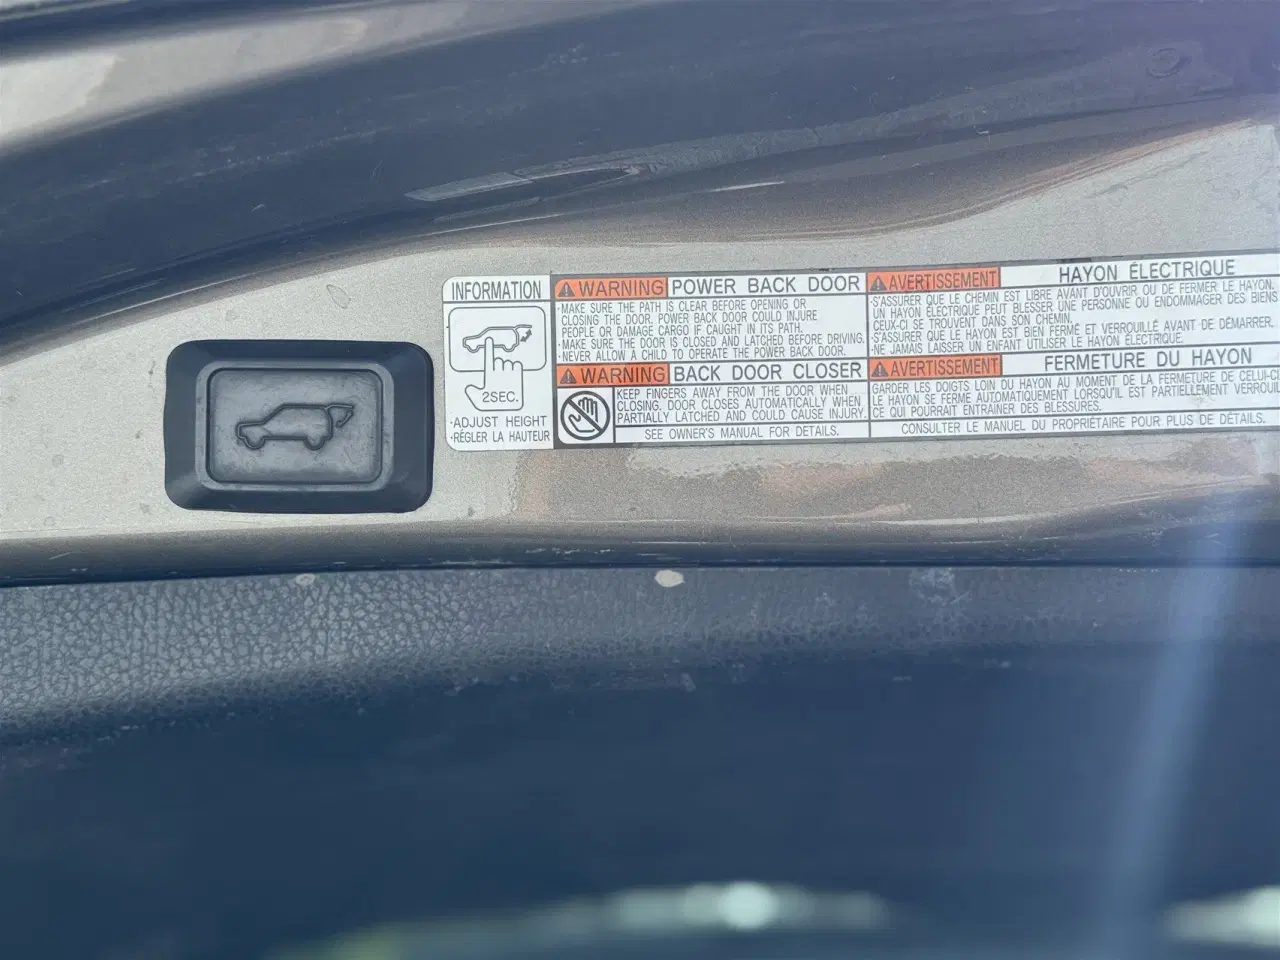 INFORMATION
2SEC.
·ADJUST HEIGHT
·RÉGLER LA HAUTEUR
WARNING POWER BACK DOOR
·MAKE SURE THE PATH IS CLEAR BEFORE OPENING OR
CLOSING THE DOOR. POWER BACK DOOR COULD INJURE
PEOPLE OR DAMAGE CARGO IF CAUGHT IN ITS PATH.
·MAKE SURE THE DOOR IS CLOSED AND LATCHED BEFORE DRIVING.
·NEVER ALLOW A CHILD TO OPERATE THE POWER BACK DOOR.
WARNING BACK DOOR CLOSER
KEEP FINGERS AWAY FROM THE DOOR WHEN
CLOSING. DOOR CLOSES AUTOMATICALLY WHEN
PARTIALLY LATCHED AND COULD CAUSE INJURY.
SEE OWNER'S MANUAL FOR DETAILS.
AVERTISSEMENT HAYON ÉLECTRIQUE
·S'ASSURER QUE LE CHEMIN EST LIBRE AVANT D'OUVRIR OU DE FERMER LE HAYON.
UN HAYON ÉLECTRIQUE PEUT BLESSER UNE PERSONNE OU ENDOMMAGER DES BIENS
CEUX-CI SE TROUVENT DANS SON CHEMIN.
·S'ASSURER QUE LE HAYON EST BIEN FERMÉ ET VERROUILLÉ AVANT DE DÉMARRER.
·NE JAMAIS LAISSER UN ENFANT UTILISER LE HAYON ÉLECTRIQUE.
AVERTISSEMENT FERMETURE DU HAYON
GARDER LES DOIGTS LOIN DU HAYON AU MOMENT DE LA FERMETURE DE CELUI-CI
LE HAYON SE FERME AUTOMATIQUEMENT LORSQU'IL EST PARTIELLEMENT VERROUIL
CE QUI POURRAIT ENTRAÎNER DES BLESSURES.
CONSULTER LE MANUEL DU PROPRIÉTAIRE POUR PLUS DE DÉTAILS.